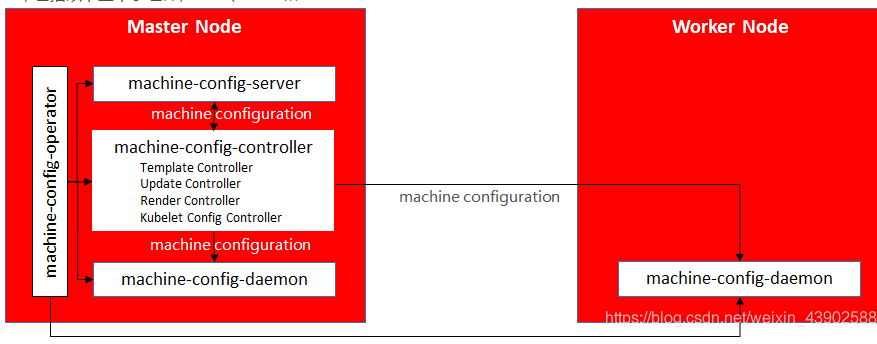 Master Node
Worker Node
machine-config-operator
machine-config-server
machine configuration
machine-config-controller
Template Controller
Update Controller
Render Controller
Kubelet Config Controller
machine configuration
machine configuration
machine-config-daemon
machine-config-daemon
https://blog.csdn.net/weixin_43902588